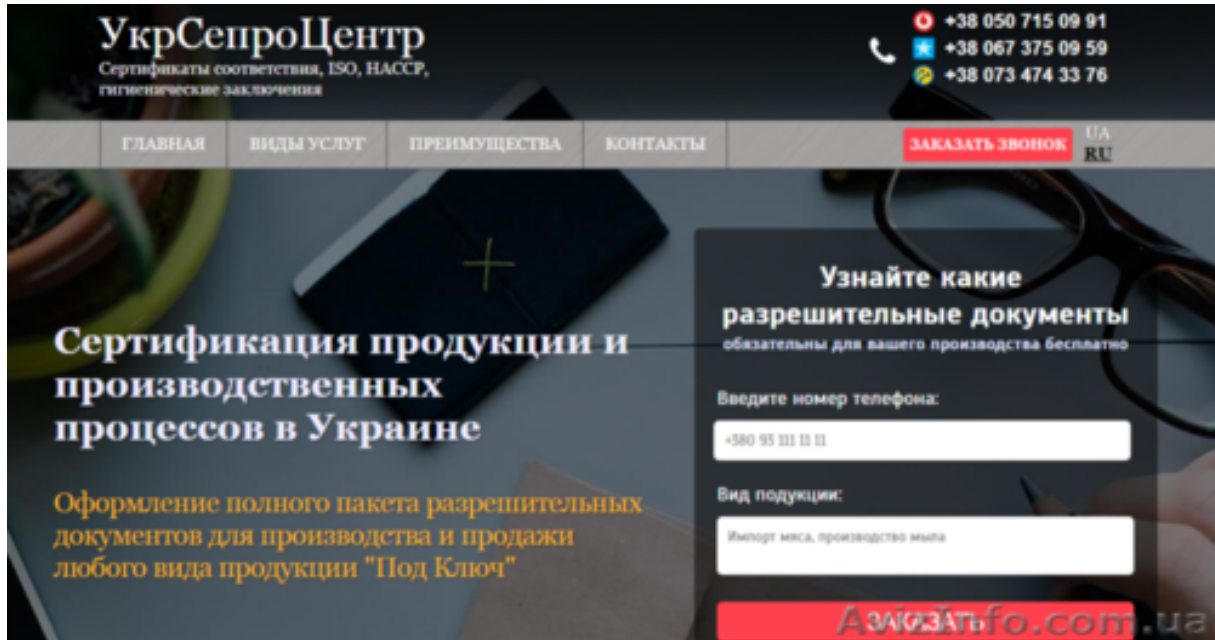 УкрСепроЦентр
Сертификаты соответствия, ISO, HACCP,
гигиенические заключения
+38 050 715 09 91
+38 067 375 09 59
+38 073 474 33 76
ГЛАВНАЯ
ВИДЫ УСЛУГ
ПРЕИМУЩЕСТВА
КОНТАКТЫ
ЗАКАЗАТЬ ЗВОНОК
UA
RU
Сертификация продукции и
производственных
процессов в Украине
Оформление полного пакета разрешительных
документов для производства и продажи
любого вида продукции "Под Ключ"
Узнайте какие
разрешительные документы
обязательны для вашего производства бесплатно
Введите номер телефона:
+380 93 111 11 11
Вид подукции:
Импорт мяса, производство мыла
ЗАКАЗАТЬ
AvizInfo.com.ua